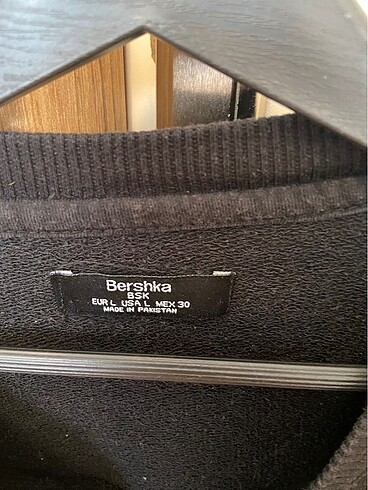 Bershka
BSK
EUR L USA L MEX 30
MADE IN PAKISTAN